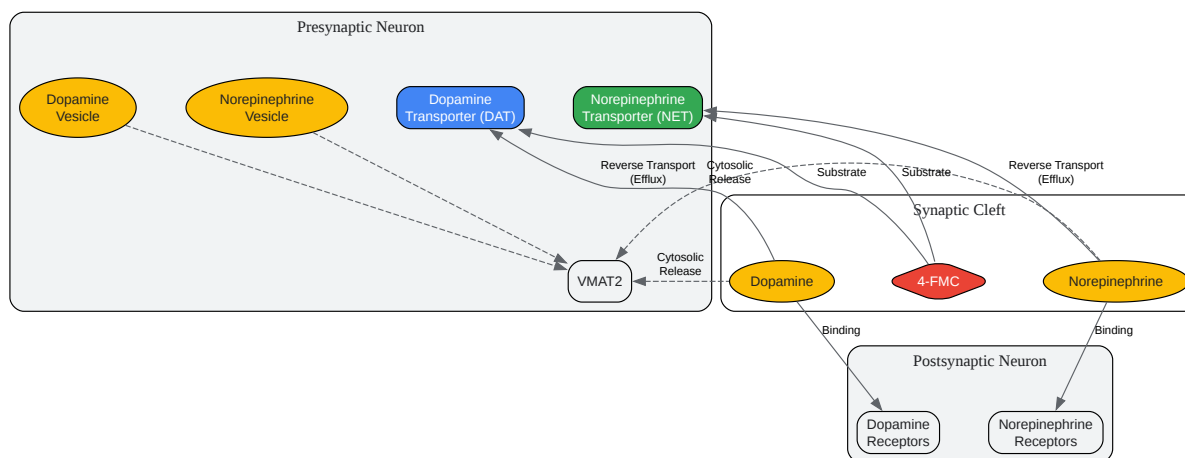 Presynaptic Neuron
Dopamine
Vesicle
Norepinephrine
Vesicle
Dopamine
Transporter (DAT)
Norepinephrine
Transporter (NET)
Reverse Transport
(Efflux)
Cytosolic
Release
Substrate
Substrate
Reverse Transport
(Efflux)
Synaptic Cleft
Cytosolic
Release
VMAT2
Dopamine
4-FMC
Norepinephrine
Binding
Binding
Postsynaptic Neuron
Dopamine
Receptors
Norepinephrine
Receptors